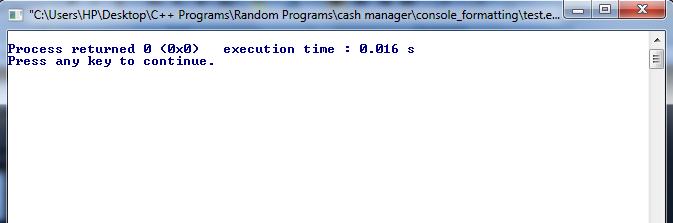 "C:\Users\HP\Desktop\C++ Programs\Random Programs\cash manager\console_formatting\test.e...
Process returned 0 (0x0)   execution time : 0.016 s
Press any key to continue.